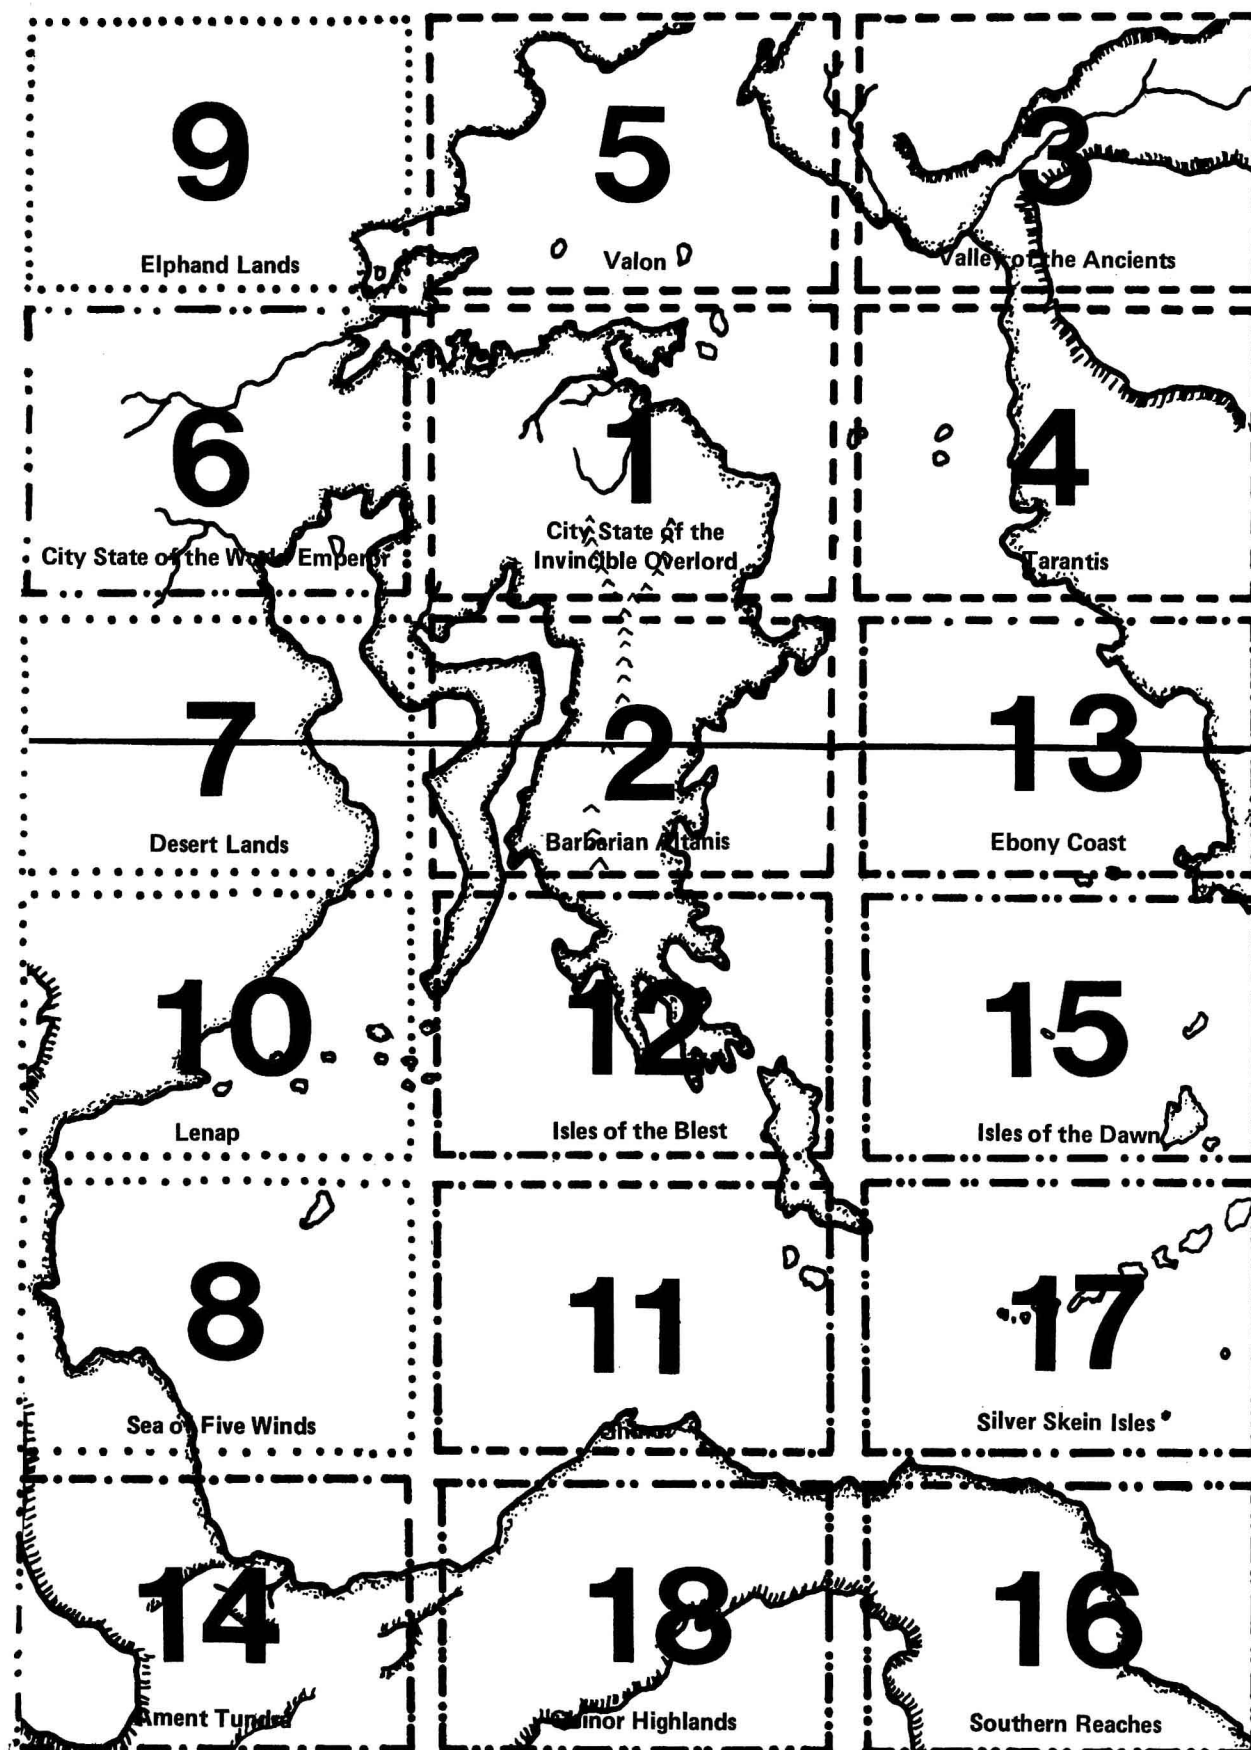 9
Elphand Lands
5
Valon
3
Valley of the Ancients
6
City State of the World Emperor
1
City State of the
Invincible Overlord
4
Tarantis
7
Desert Lands
2
Barbarian Altanis
13
Ebony Coast
10
Lenap
12
Isles of the Blest
15
Isles of the Dawn
8
Sea of Five Winds
11
Ghinor
17
Silver Skein Isles
14
Ament Tundra
18
Ghinor Highlands
16
Southern Reaches